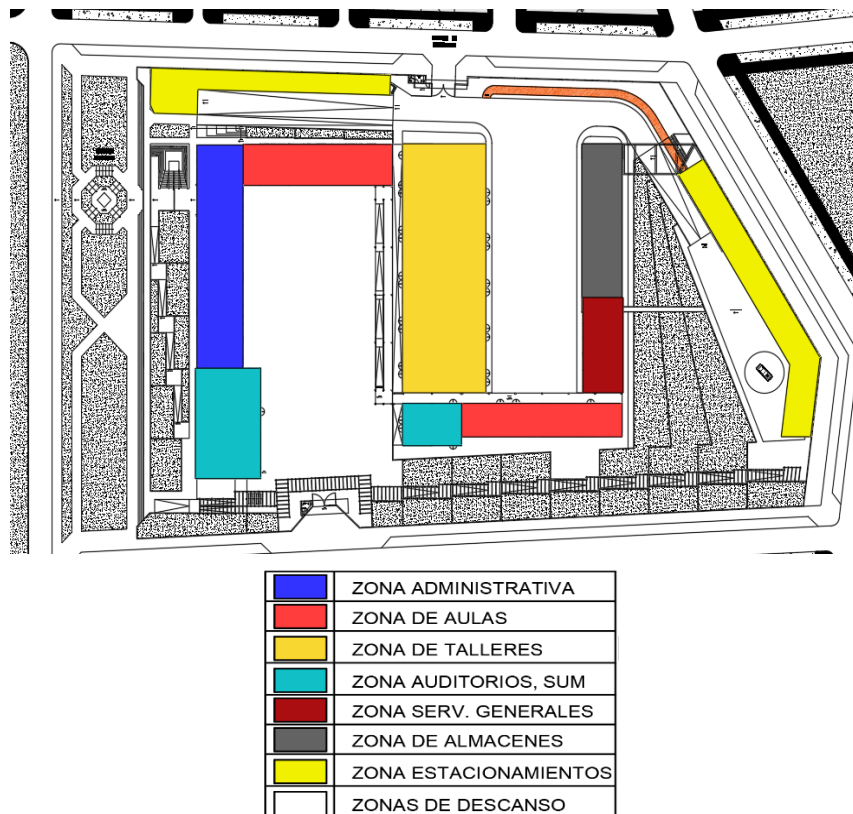 ZONA ADMINISTRATIVA
ZONA DE AULAS
ZONA DE TALLERES
ZONA AUDITORIOS, SUM
ZONA SERV. GENERALES
ZONA DE ALMACENES
ZONA ESTACIONAMIENTOS
ZONAS DE DESCANSO